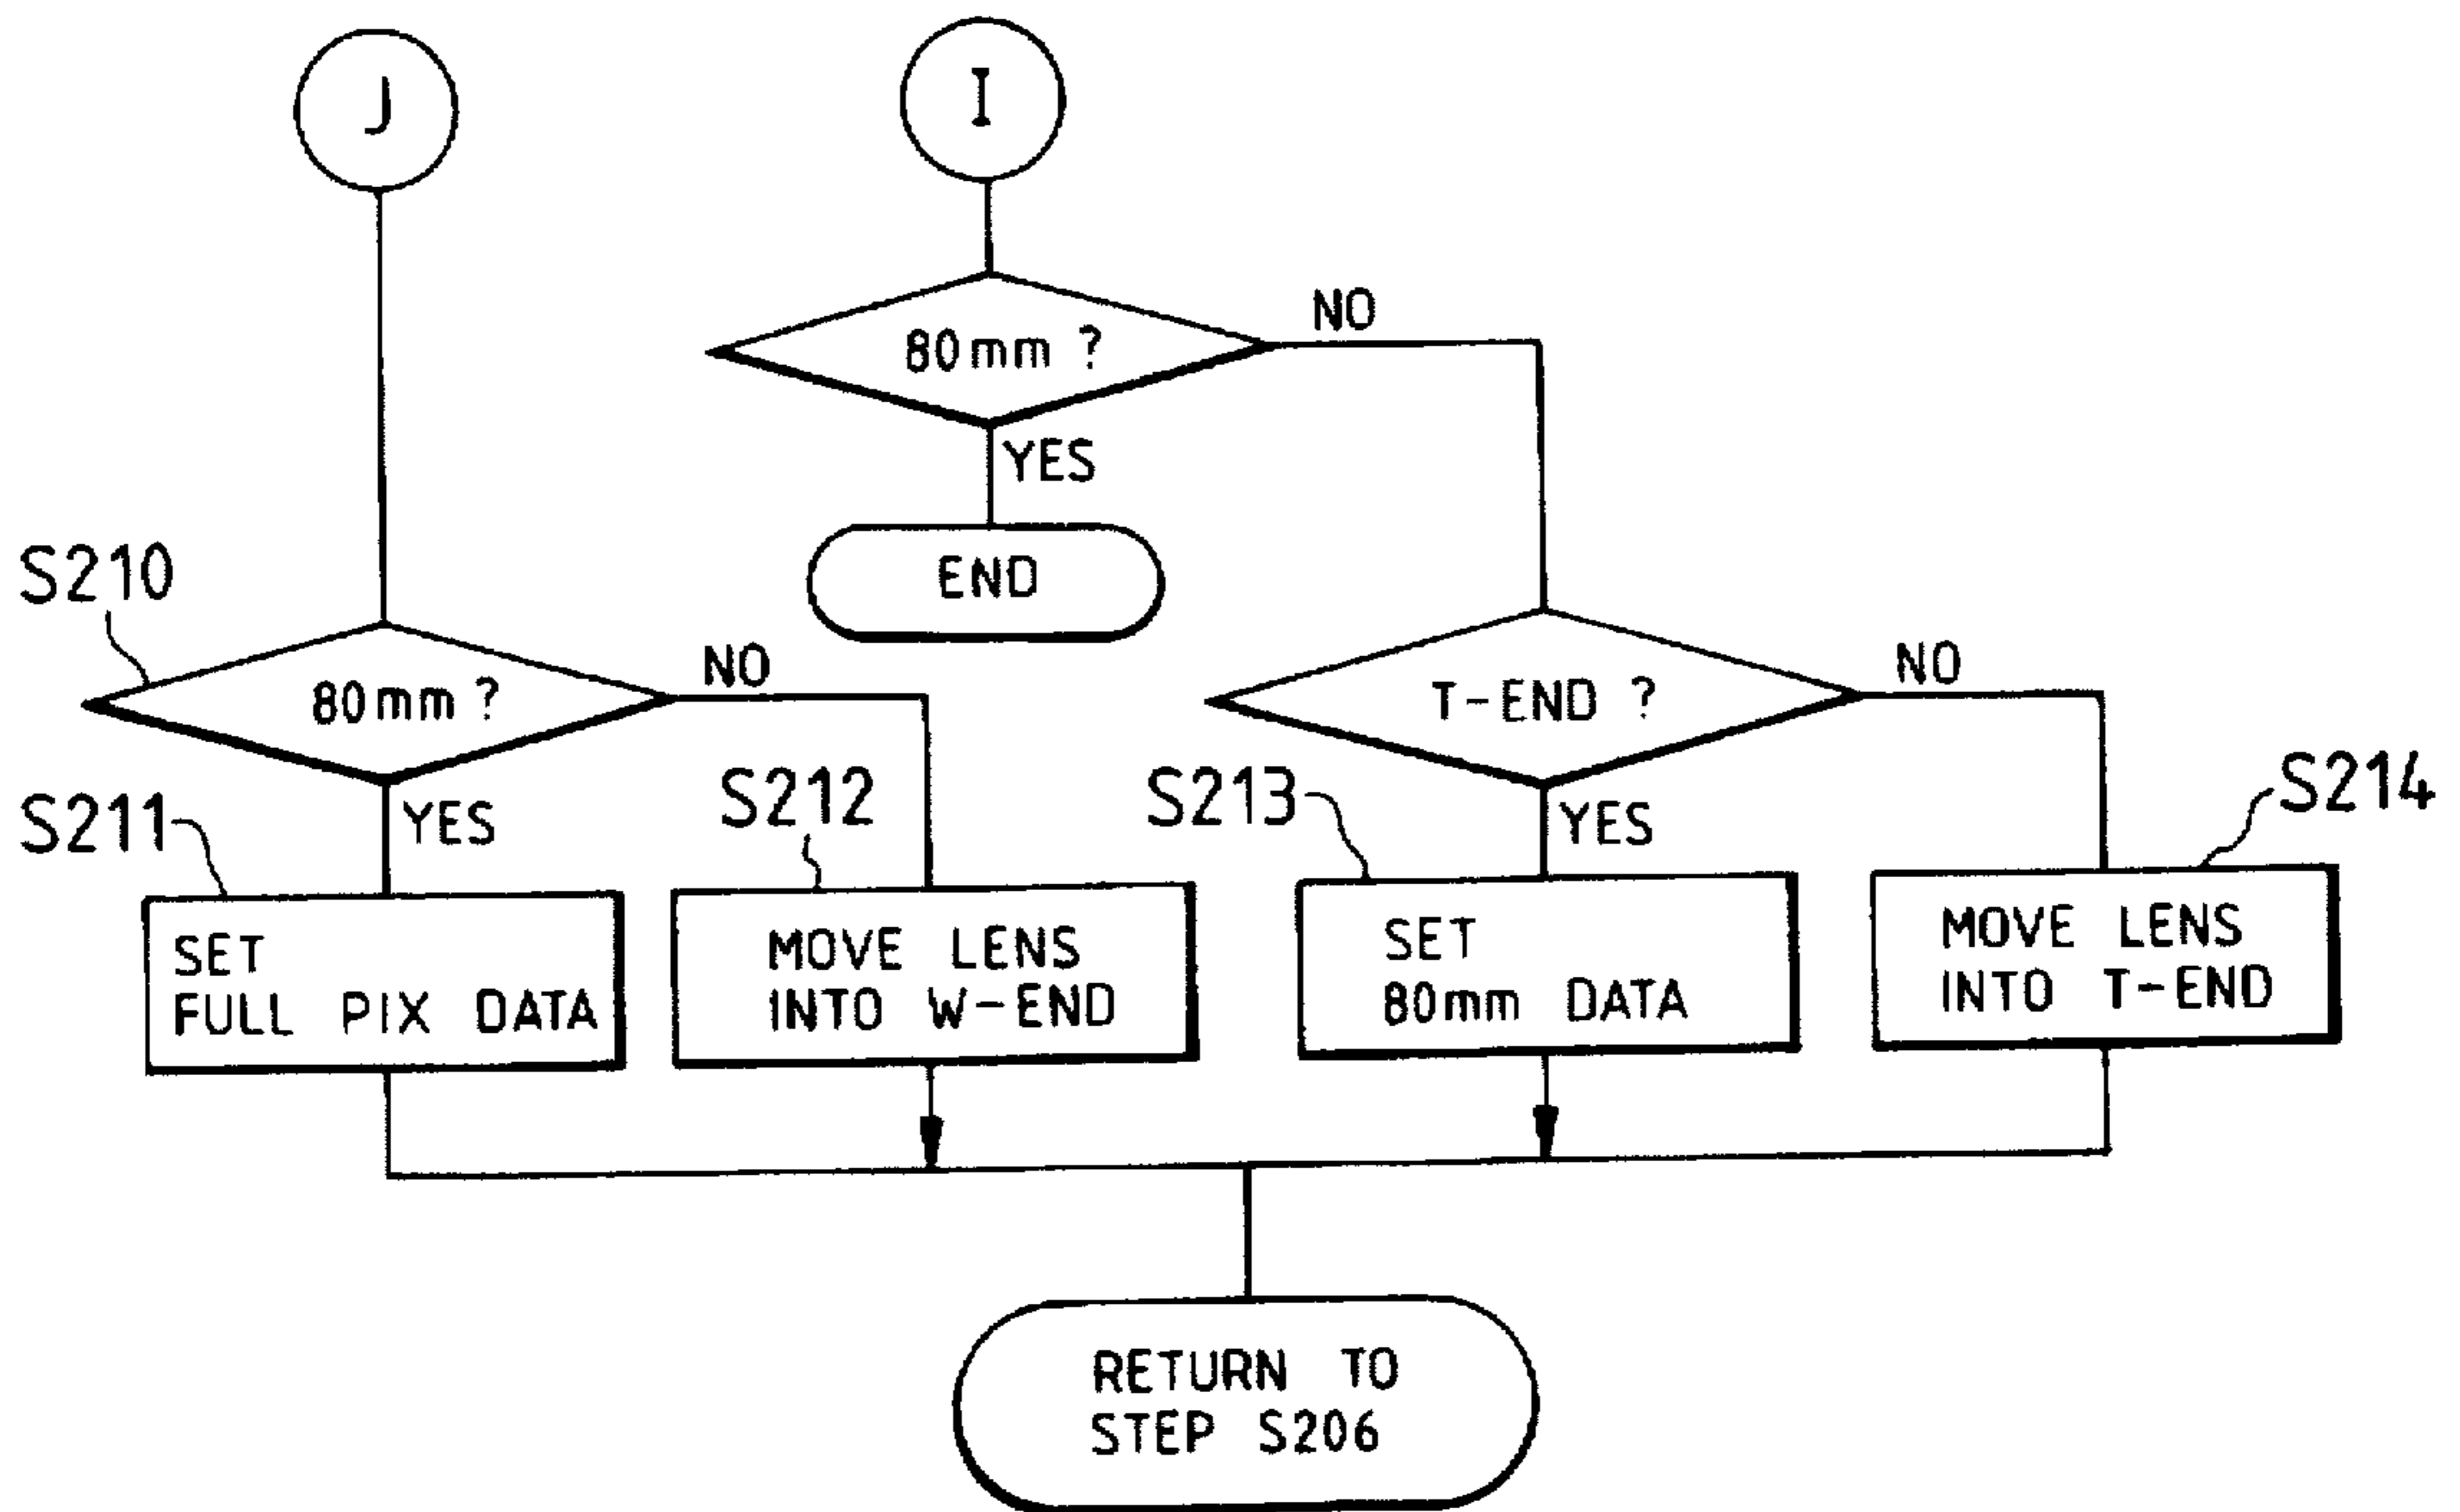 J
I
80mm ?
NO
YES
END
S210
80mm ?
NO
YES
T-END ?
NO
YES
S211
S212
S213
S214
SET
FULL PIX DATA
MOVE LENS
INTO W-END
SET
80mm DATA
MOVE LENS
INTO T-END
RETURN TO
STEP S206